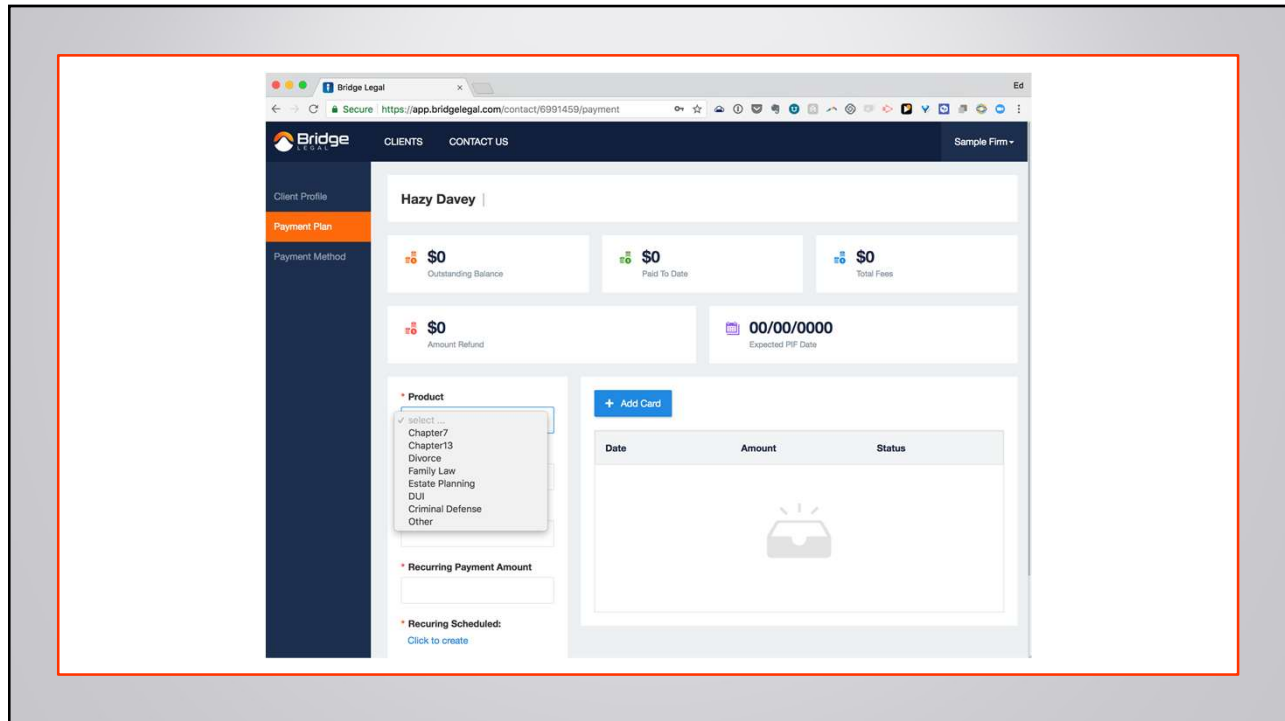 Bridge Legal
Ed
Secure https://app.bridgelegal.com/contact/6991459/payment
Bridge
LEGAL
CLIENTS
CONTACT US
Sample Firm
Client Profile
Payment Plan
Payment Method
Hazy Davey |
$0
Outstanding Balance
$0
Paid To Date
$0
Total Fees
$0
Amount Refund
00/00/0000
Expected PIF Date
* Product
✓ select ...
Chapter7
Chapter13
Divorce
Family Law
Estate Planning
DUI
Criminal Defense
Other
* Recurring Payment Amount
* Recuring Scheduled:
Click to create
+ Add Card
Date Amount Status